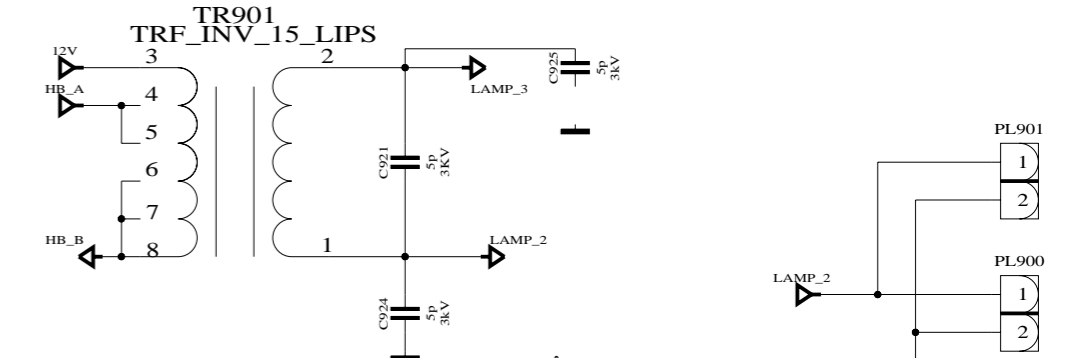 TR901
TRF_INV_15_LIPS
12V
3
2
HB_A
4
5
6
7
HB_B
8
1
LAMP_3
C925
5p
3kV
C921
5p
3KV
LAMP_2
C924
5p
3kV
PL901
1
2
PL900
LAMP_2
1
2